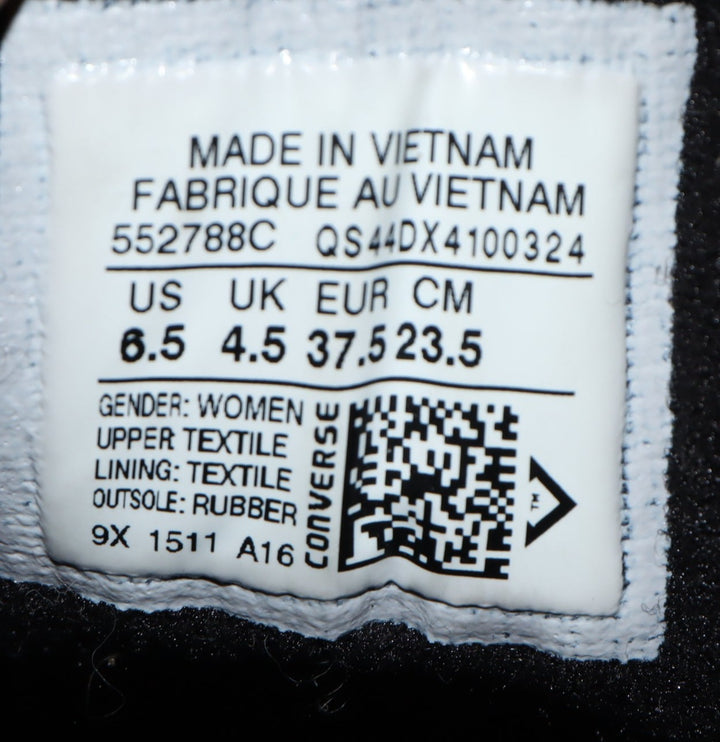 MADE IN VIETNAM
FABRIQUE AU VIETNAM
552788C QS44DX4100324
US UK EUR CM
6.5 4.5 37.5 23.5
GENDER: WOMEN
UPPER: TEXTILE
LINING: TEXTILE
OUTSOLE: RUBBER
9X 1511 A16
CONVERSE
TM